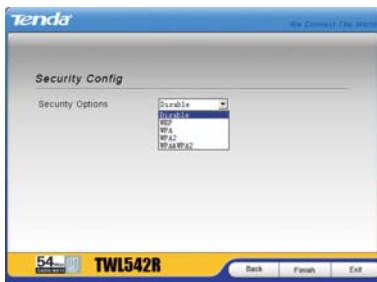 Tenda
We Connect The World
Security Config
Security Options
Disable
Disable
WEP
WPA
WPA2
WPA&WPA2
54
TWL542R
Back
Finish
Exit